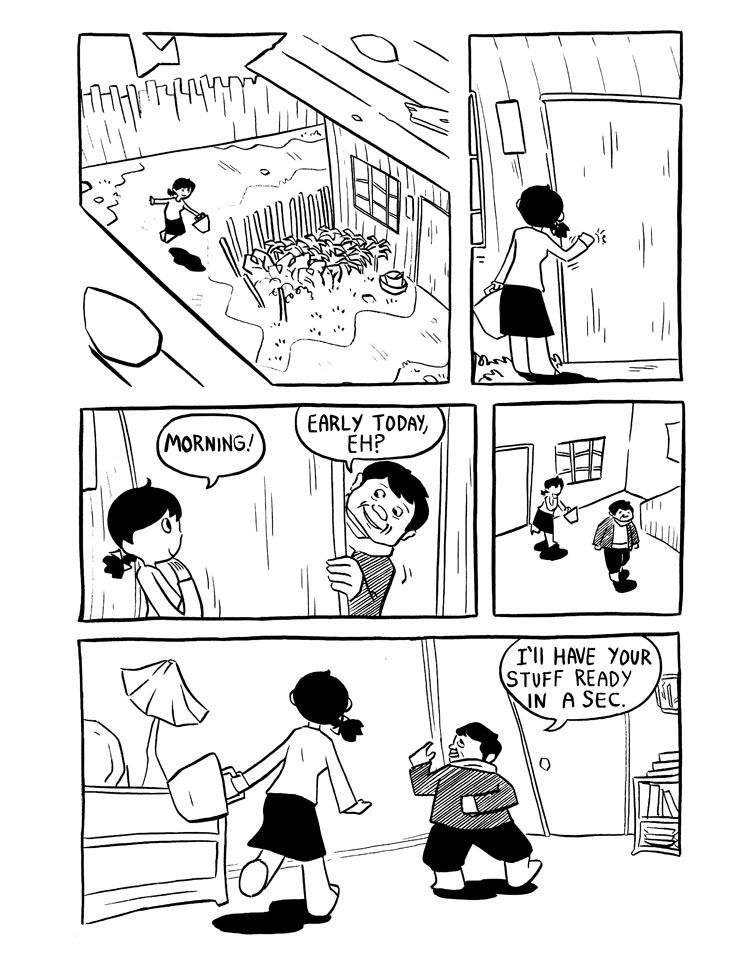 MORNING!
EARLY TODAY,
EH?
I'll HAVE YOUR
STUFF READY
IN A SEC.